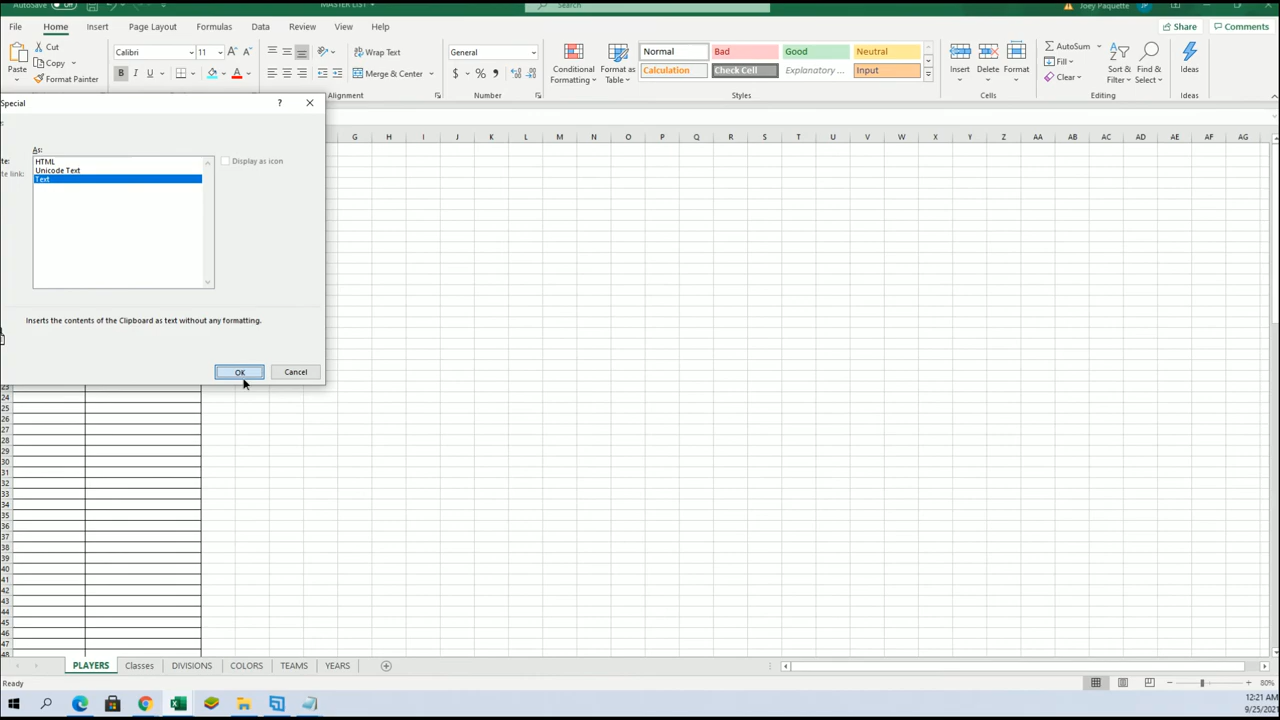 AutoSave Off MASTER LIST Search Joey Paquette JP
File Home Insert Page Layout Formulas Data Review View Help Share Comments
Paste Cut Copy Format Painter
Calibri 11 Wrap Text Merge & Center General
B I U $ % 9
Conditional Formatting Format as Table
Normal Bad Good Neutral
Calculation Check Cell Explanatory ... Input
Insert Delete Format
AutoSum Fill Clear Sort & Filter Find & Select Ideas
Alignment Number Styles Cells Editing Ideas
Special ?
As:
HTML
Unicode Text
Text
Display as icon
Inserts the contents of the Clipboard as text without any formatting.
OK Cancel
G H I J K L M N O P Q R S T U V W X Y Z AA AB AC AD AE AF AG
23
24
25
26
27
28
29
30
31
32
33
34
35
36
37
38
39
40
41
42
43
44
45
46
47
48
PLAYERS Classes DIVISIONS COLORS TEAMS YEARS
Ready 80%
12:21 AM